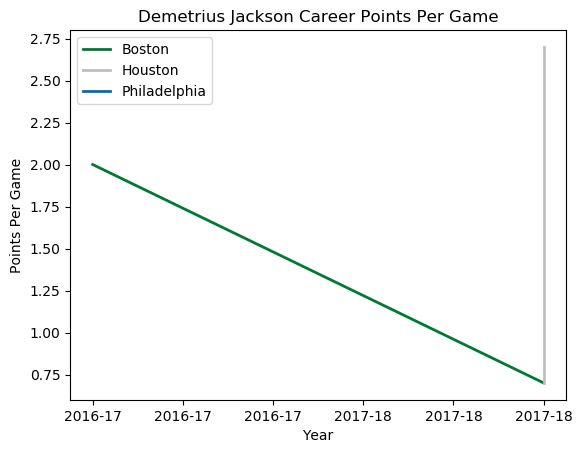 Demetrius Jackson Career Points Per Game
Boston
Houston
Philadelphia
2.75
2.50
2.25
2.00
1.75
1.50
1.25
1.00
0.75
Points Per Game
2016-17 2016-17 2016-17 2017-18 2017-18 2017-18
Year